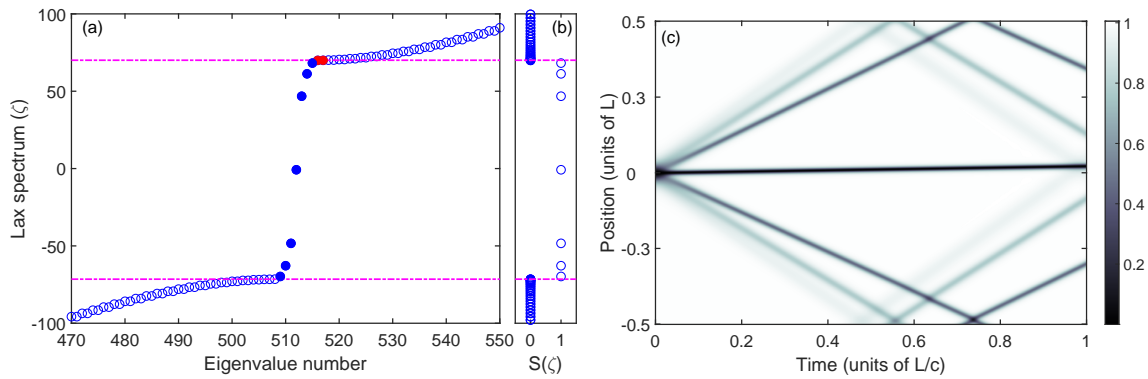 (a)
100
50
0
-50
-100
Lax spectrum (ζ)
470 480 490 500 510 520 530 540 550
Eigenvalue number
(b)
0 1
S(ζ)
(c)
0.5
0.3
0
-0.3
-0.5
Position (units of L)
0 0.2 0.4 0.6 0.8 1
Time (units of L/c)
1
0.8
0.6
0.4
0.2